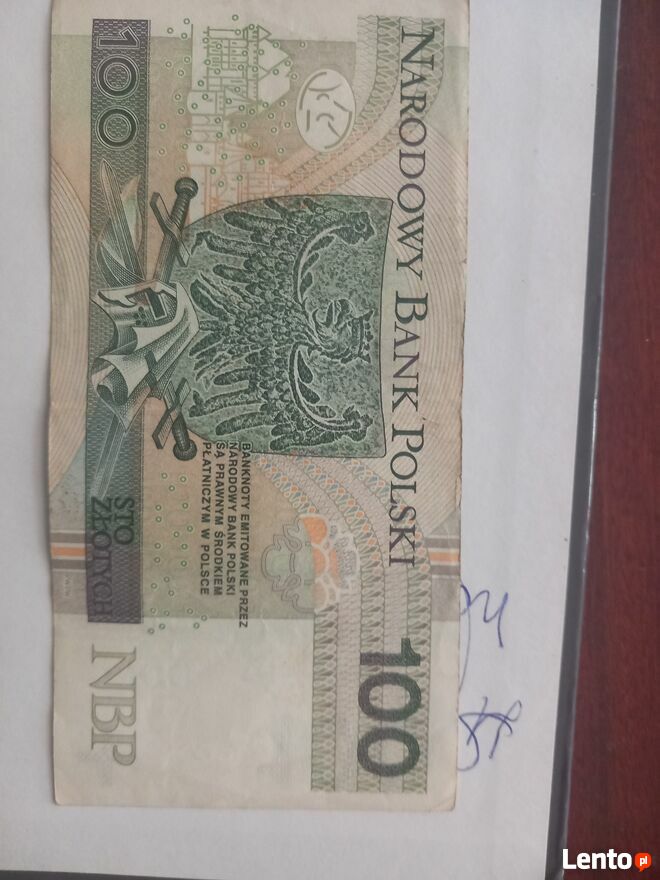 NARODOWY BANK POLSKI
100
100
BANKNOTY EMITOWANE PRZEZ
NARODOWY BANK POLSKI
SĄ PRAWNYM ŚRODKIEM
PŁATNICZYM W POLSCE
STO
ZŁOTYCH
NBP
Lento pl